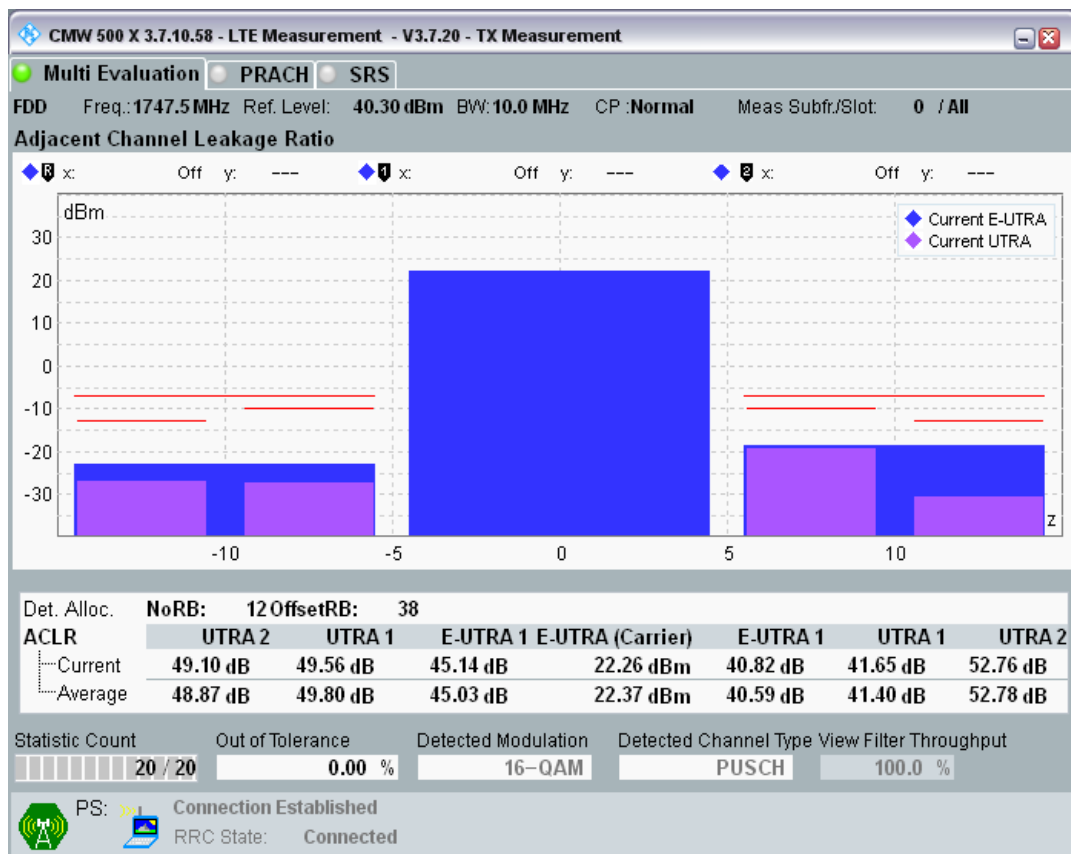 CMW 500 X 3.7.10.58 - LTE Measurement - V3.7.20 - TX Measurement
Multi Evaluation PRACH SRS
FDD Freq.:1747.5 MHz Ref. Level: 40.30 dBm BW:10.0 MHz CP :Normal Meas Subfr./Slot: 0 / All
Adjacent Channel Leakage Ratio
R x: Off y: --- 1 x: Off y: --- 2 x: Off y: ---
dBm
Current E-UTRA
Current UTRA
30
20
10
0
-10
-20
-30
z
-10 -5 0 5 10
Det. Alloc. NoRB: 12 OffsetRB: 38
ACLR UTRA 2 UTRA 1 E-UTRA 1 E-UTRA (Carrier) E-UTRA 1 UTRA 1 UTRA 2
Current 49.10 dB 49.56 dB 45.14 dB 22.26 dBm 40.82 dB 41.65 dB 52.76 dB
Average 48.87 dB 49.80 dB 45.03 dB 22.37 dBm 40.59 dB 41.40 dB 52.78 dB
Statistic Count Out of Tolerance Detected Modulation Detected Channel Type View Filter Throughput
20 / 20 0.00 % 16-QAM PUSCH 100.0 %
PS: Connection Established
RRC State: Connected